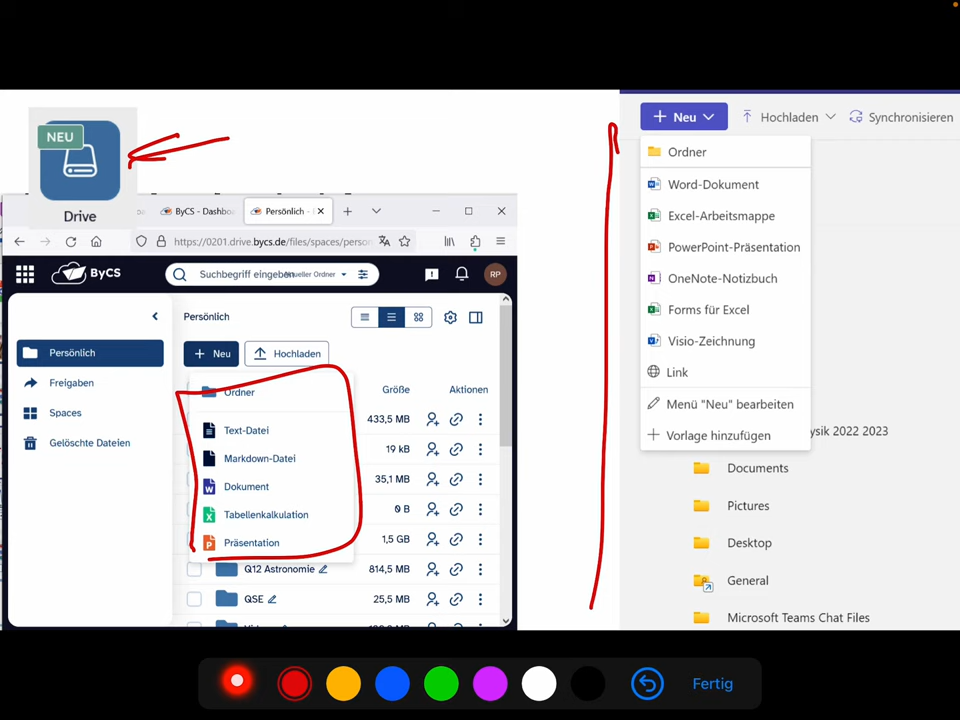 NEU
Drive
ByCS - Dashbo
Persönlich -
https://0201.drive.bycs.de/files/spaces/person
ByCS
Suchbegriff eingeben
Aktueller Ordner
RP
Persönlich
Freigaben
Spaces
Gelöschte Dateien
Persönlich
+ Neu
Hochladen
Größe
Aktionen
Ordner
Text-Datei
Markdown-Datei
Dokument
Tabellenkalkulation
Präsentation
433,5 MB
19 kB
35,1 MB
0 B
1,5 GB
Q12 Astronomie 814,5 MB
QSE 25,5 MB
+ Neu
Hochladen
Synchronisieren
Ordner
Word-Dokument
Excel-Arbeitsmappe
PowerPoint-Präsentation
OneNote-Notizbuch
Forms für Excel
Visio-Zeichnung
Link
Menü "Neu" bearbeiten
+ Vorlage hinzufügen
ysik 2022 2023
Documents
Pictures
Desktop
General
Microsoft Teams Chat Files
Fertig